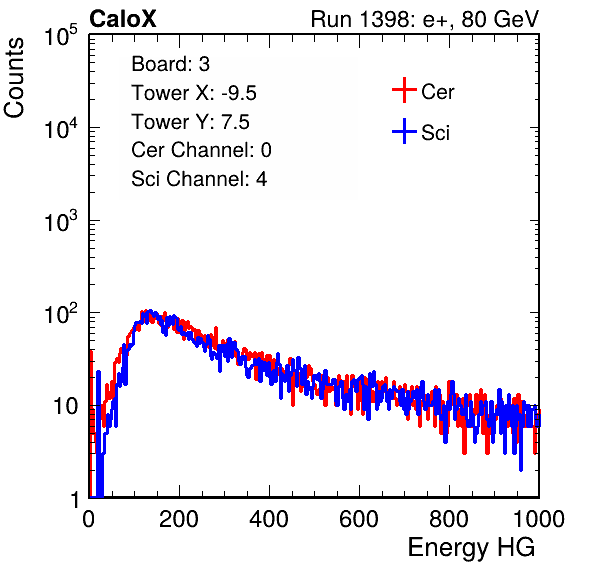 CaloX Run 1398: e+, 80 GeV
Counts
Board: 3
Tower X: -9.5
Tower Y: 7.5
Cer Channel: 0
Sci Channel: 4
Cer
Sci
10^5
10^4
10^3
10^2
10
1
0 200 400 600 800 1000
Energy HG